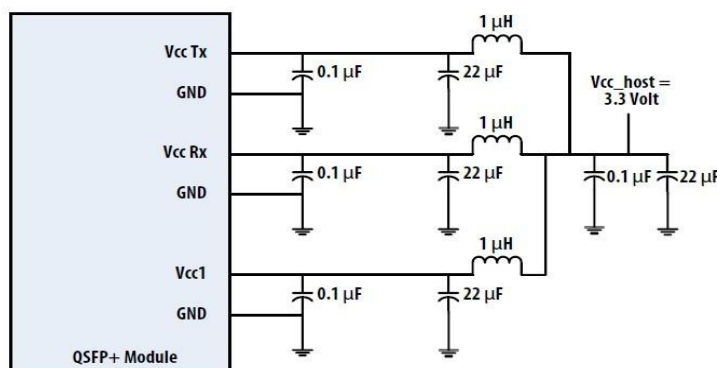 1 µH
Vcc Tx
0.1 µF
22 µF
GND
Vcc_host =
3.3 Volt
1 µH
Vcc Rx
0.1 µF
22 µF
0.1 µF
22 µF
GND
1 µH
Vcc1
0.1 µF
22 µF
GND
QSFP+ Module